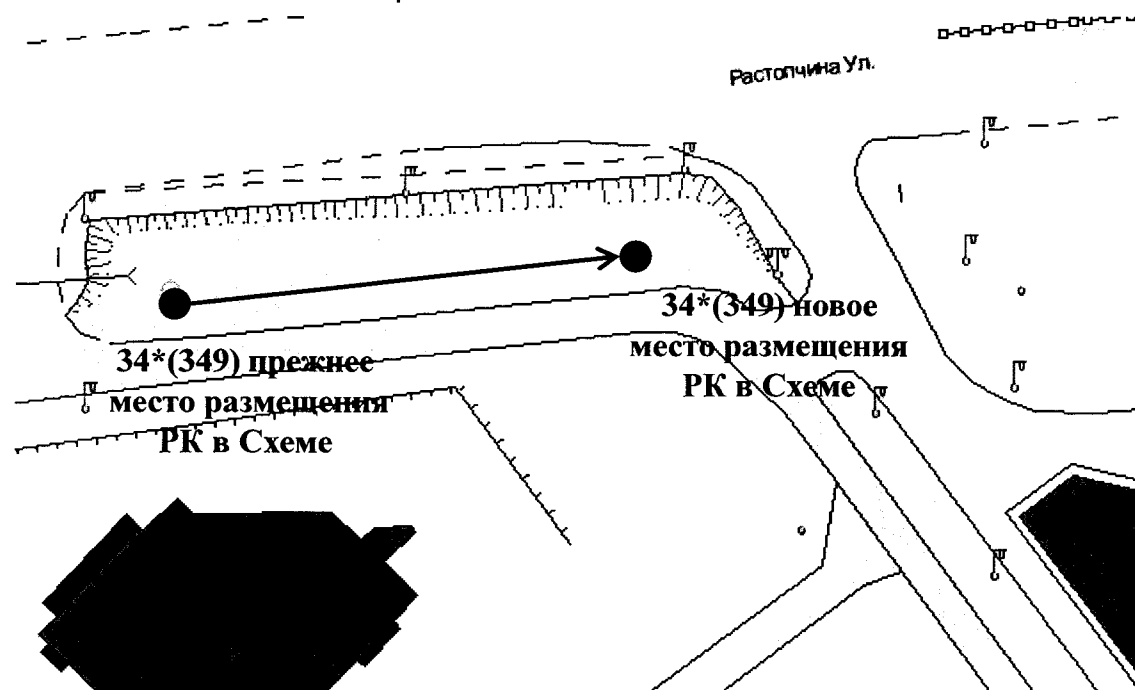 Растопчина Ул.
34*(349) новое
место размещения
РК в Схеме
34*(349) прежнее
место размещения
РК в Схеме